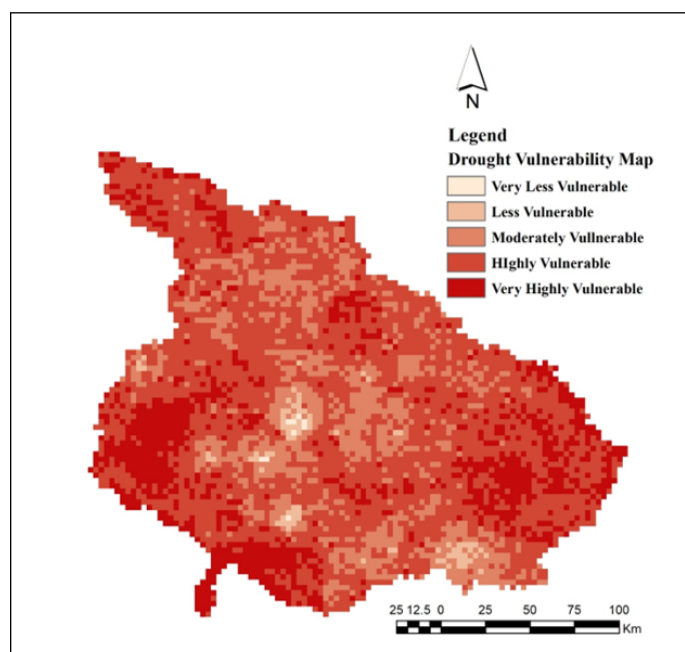 N
Legend
Drought Vulnerability Map
Very Less Vulnerable
Less Vulnerable
Moderately Vullnerable
HIghly Vulnerable
Very Highly Vulnerable
25 12.5 0 25 50 75 100
Km